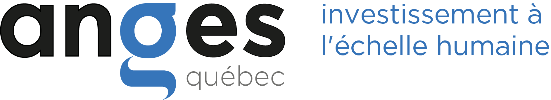 anges
québec
investissement à
l'échelle humaine